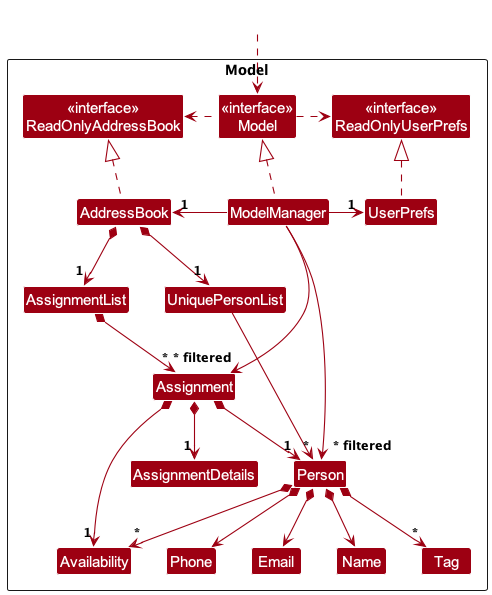 Model
«interface»
ReadOnlyAddressBook
«interface»
Model
«interface»
ReadOnlyUserPrefs
AddressBook
1
ModelManager
1
UserPrefs
1
1
AssignmentList
UniquePersonList
* * filtered
Assignment
1
1 *
* filtered
AssignmentDetails
Person
1
*
*
Availability
Phone
Email
Name
Tag